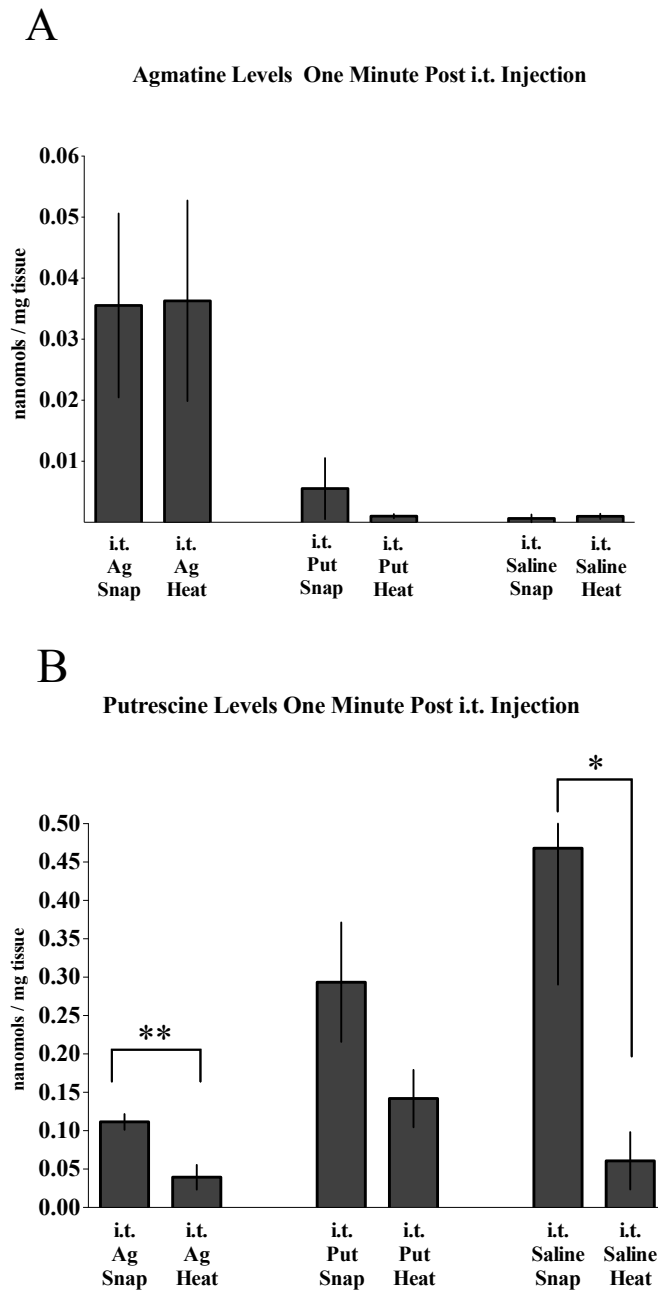 A
Agmatine Levels One Minute Post i.t. Injection
nanomols / mg tissue
0.06
0.05
0.04
0.03
0.02
0.01
i.t. i.t. i.t. i.t. i.t. i.t.
Ag Ag Put Put Saline Saline
Snap Heat Snap Heat Snap Heat
B
Putrescine Levels One Minute Post i.t. Injection
*
nanomols / mg tissue
0.50
0.45
0.40
0.35
0.30
0.25
0.20
**
0.15
0.10
0.05
0.00
i.t. i.t. i.t. i.t. i.t. i.t.
Ag Ag Put Put Saline Saline
Snap Heat Snap Heat Snap Heat